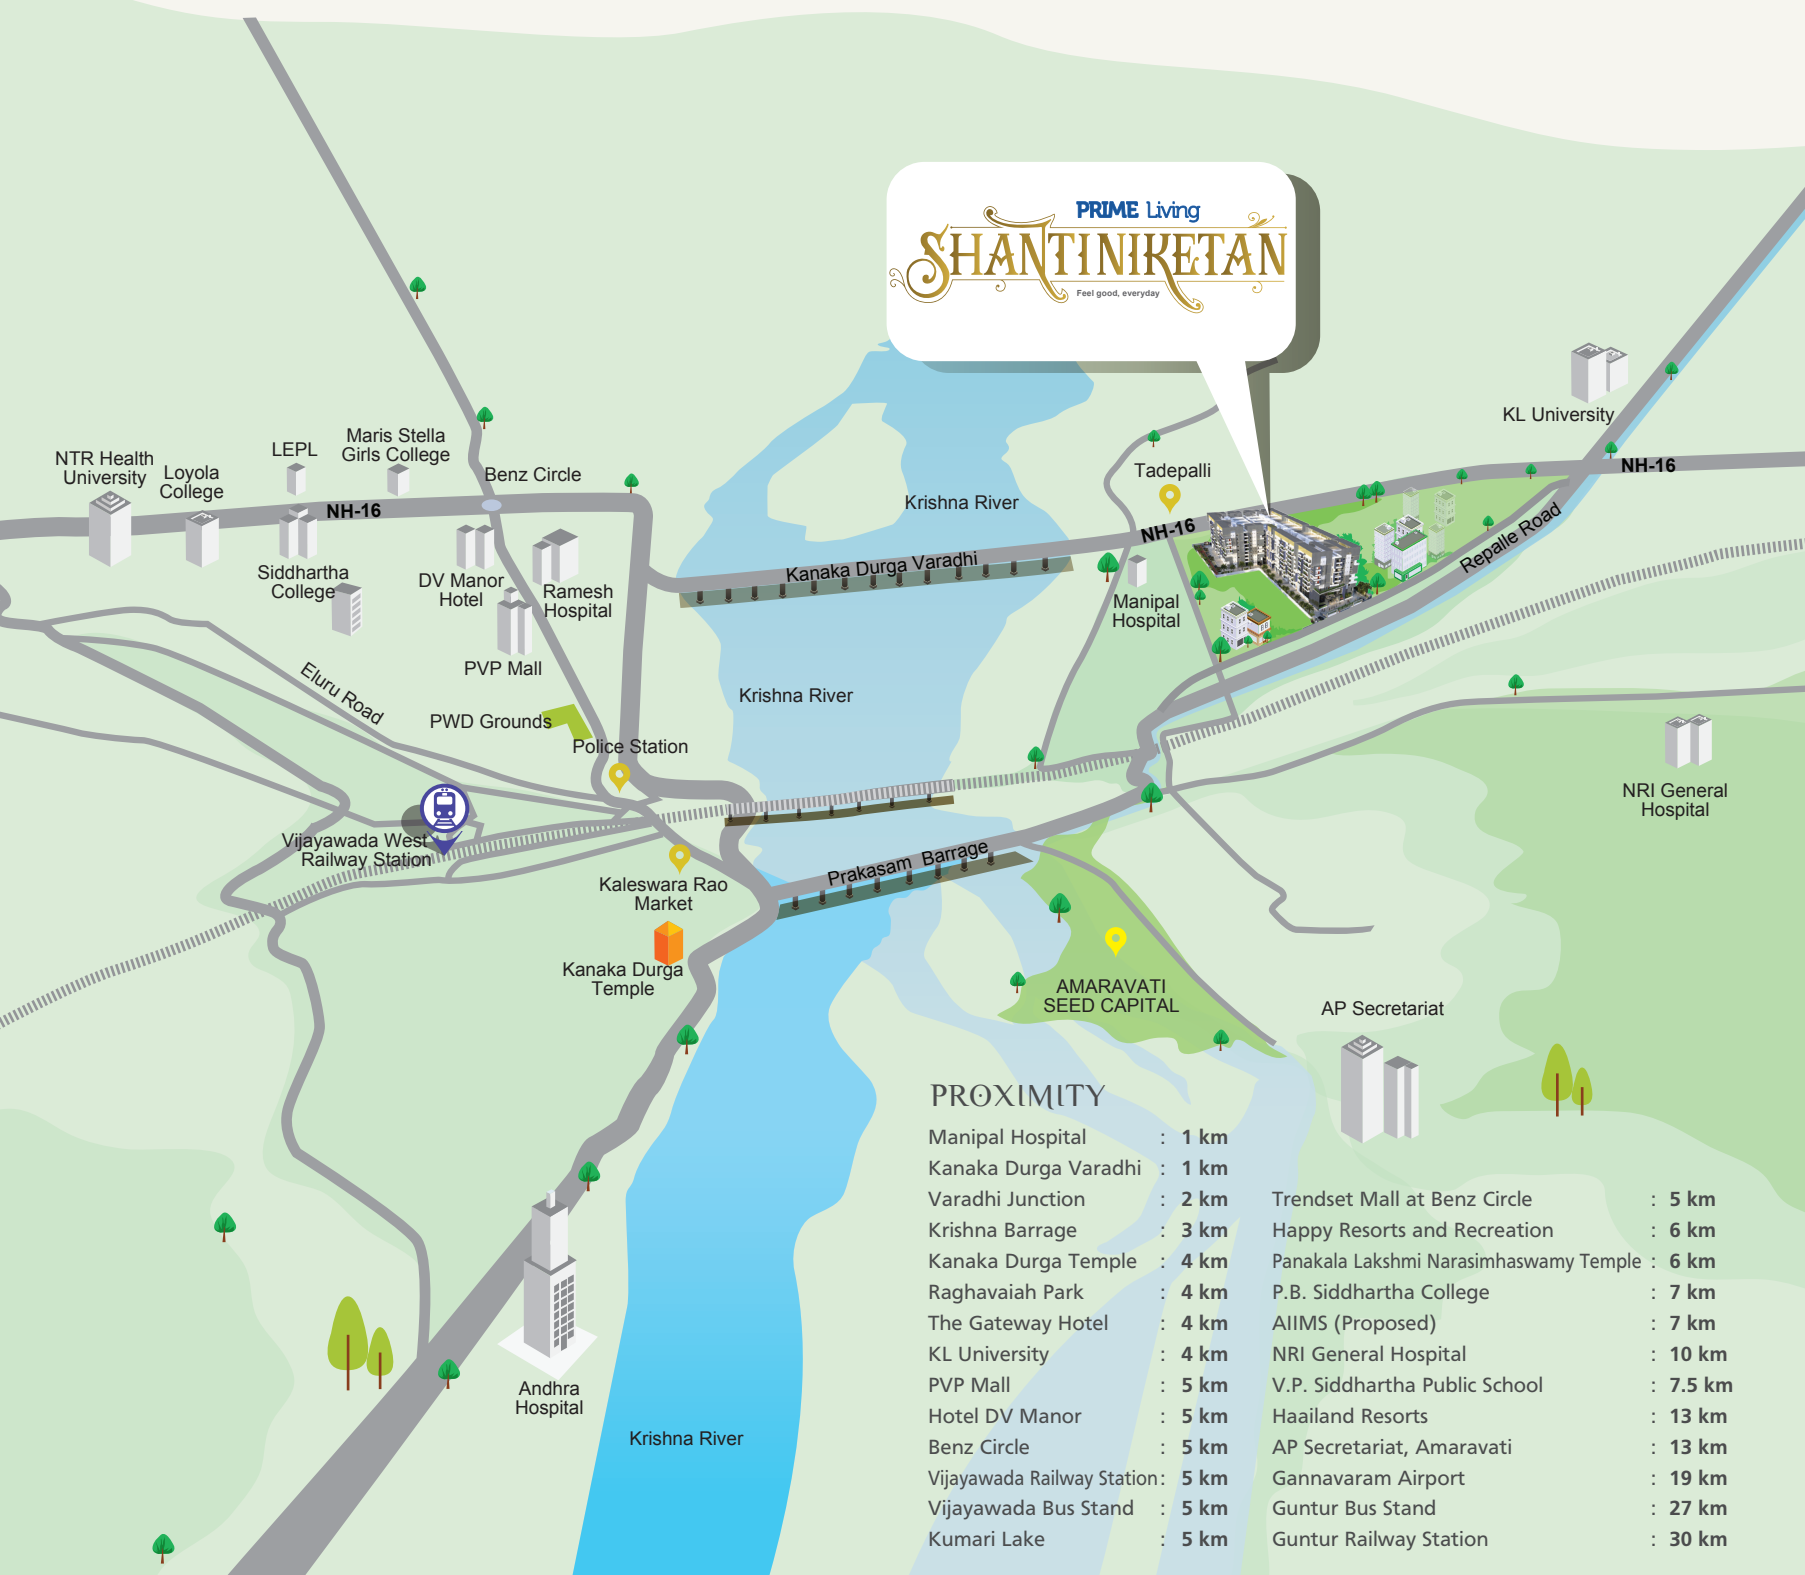 PRIME Living
SHANTINIKETAN
Feel good, everyday
KL University
NH-16
Maris Stella
Girls College
LEPL
NTR Health
University
Loyola
College
Benz Circle
NH-16
Tadepalli
Krishna River
NH-16
Repalle Road
Kanaka Durga Varadhi
Siddhartha
College
DV Manor
Hotel
Ramesh
Hospital
Manipal
Hospital
PVP Mall
Eluru Road
Krishna River
PWD Grounds
Police Station
NRI General
Hospital
Vijayawada West
Railway Station
Prakasam Barrage
Kaleswara Rao
Market
Kanaka Durga
Temple
AMARAVATI
SEED CAPITAL
AP Secretariat
Andhra
Hospital
Krishna River
PROXIMITY
Manipal Hospital : 1 km
Kanaka Durga Varadhi : 1 km
Varadhi Junction : 2 km
Krishna Barrage : 3 km
Kanaka Durga Temple : 4 km
Raghavaiah Park : 4 km
The Gateway Hotel : 4 km
KL University : 4 km
PVP Mall : 5 km
Hotel DV Manor : 5 km
Benz Circle : 5 km
Vijayawada Railway Station : 5 km
Vijayawada Bus Stand : 5 km
Kumari Lake : 5 km
Trendset Mall at Benz Circle : 5 km
Happy Resorts and Recreation : 6 km
Panakala Lakshmi Narasimhaswamy Temple : 6 km
P.B. Siddhartha College : 7 km
AIIMS (Proposed) : 7 km
NRI General Hospital : 10 km
V.P. Siddhartha Public School : 7.5 km
Haailand Resorts : 13 km
AP Secretariat, Amaravati : 13 km
Gannavaram Airport : 19 km
Guntur Bus Stand : 27 km
Guntur Railway Station : 30 km